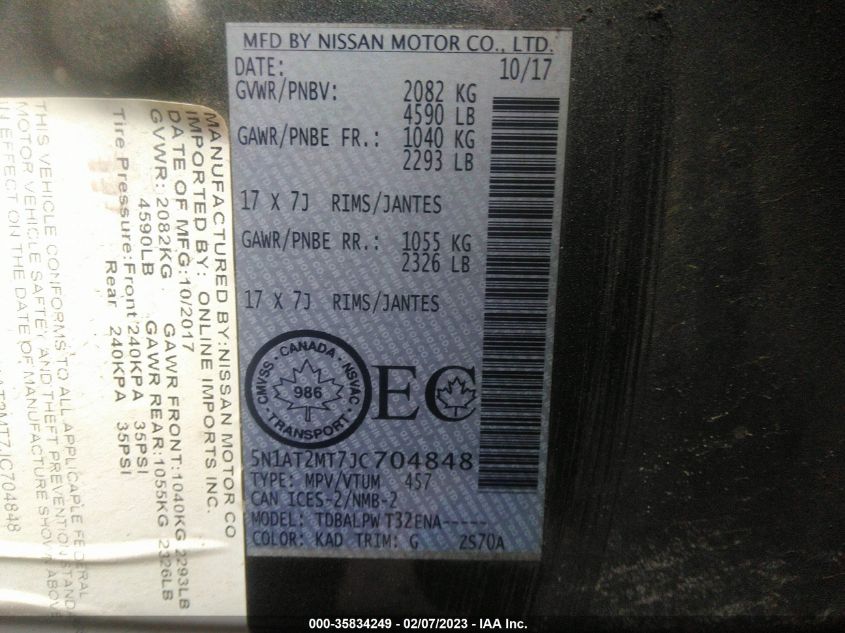 MFD BY NISSAN MOTOR CO., LTD.
DATE: 10/17
GVWR/PNBV: 2082 KG
4590 LB
GAWR/PNBE FR.: 1040 KG
2293 LB
17 X 7J RIMS/JANTES
GAWR/PNBE RR.: 1055 KG
2326 LB
17 X 7J RIMS/JANTES
CANADA
CMVSS 986 NSVAC
TRANSPORT
EC
5N1AT2MT7JC704848
TYPE: MPV/VTUM 457
CAN ICES-2/NMB-2
MODEL: TDBALPW T32ENA-----
COLOR: KAD TRIM: G 2S70A
MANUFACTURED BY:NISSAN MOTOR CO
IMPORTED BY: ONLINE IMPORTS INC.
DATE OF MFG:10/2017
GVWR: 2082KG GAWR FRONT:1040KG 2293LB
4590LB GAWR REAR:1055KG 2326LB
Tire Pressure:Front 240KPA 35PSI
Rear 240KPA 35PSI
THIS VEHICLE CONFORMS TO ALL APPLICABLE FEDERAL
MOTOR VEHICLE SAFTEY AND THEFT PREVENTION STANDA
IN EFFECT ON THE DATE OF MANUFACTURE SHOWN ABOVE
AT2MT7JC704848
000-35834249 - 02/07/2023 - IAA Inc.